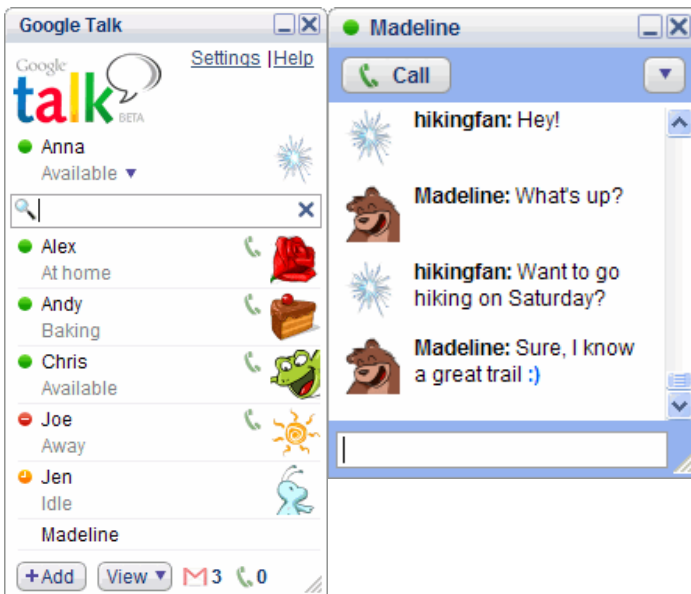 Google Talk
Settings | Help
Google
talk
BETA
Anna
Available
Alex
At home
Andy
Baking
Chris
Available
Joe
Away
Jen
Idle
Madeline
+Add View 3 0
Madeline
Call
hikingfan: Hey!
Madeline: What's up?
hikingfan: Want to go
hiking on Saturday?
Madeline: Sure, I know
a great trail :)